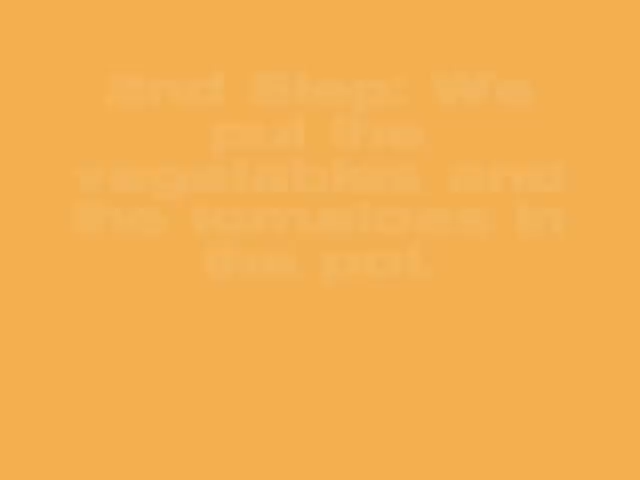 2nd Step: We
put the
vegetables and
the tomatoes in
the pot.